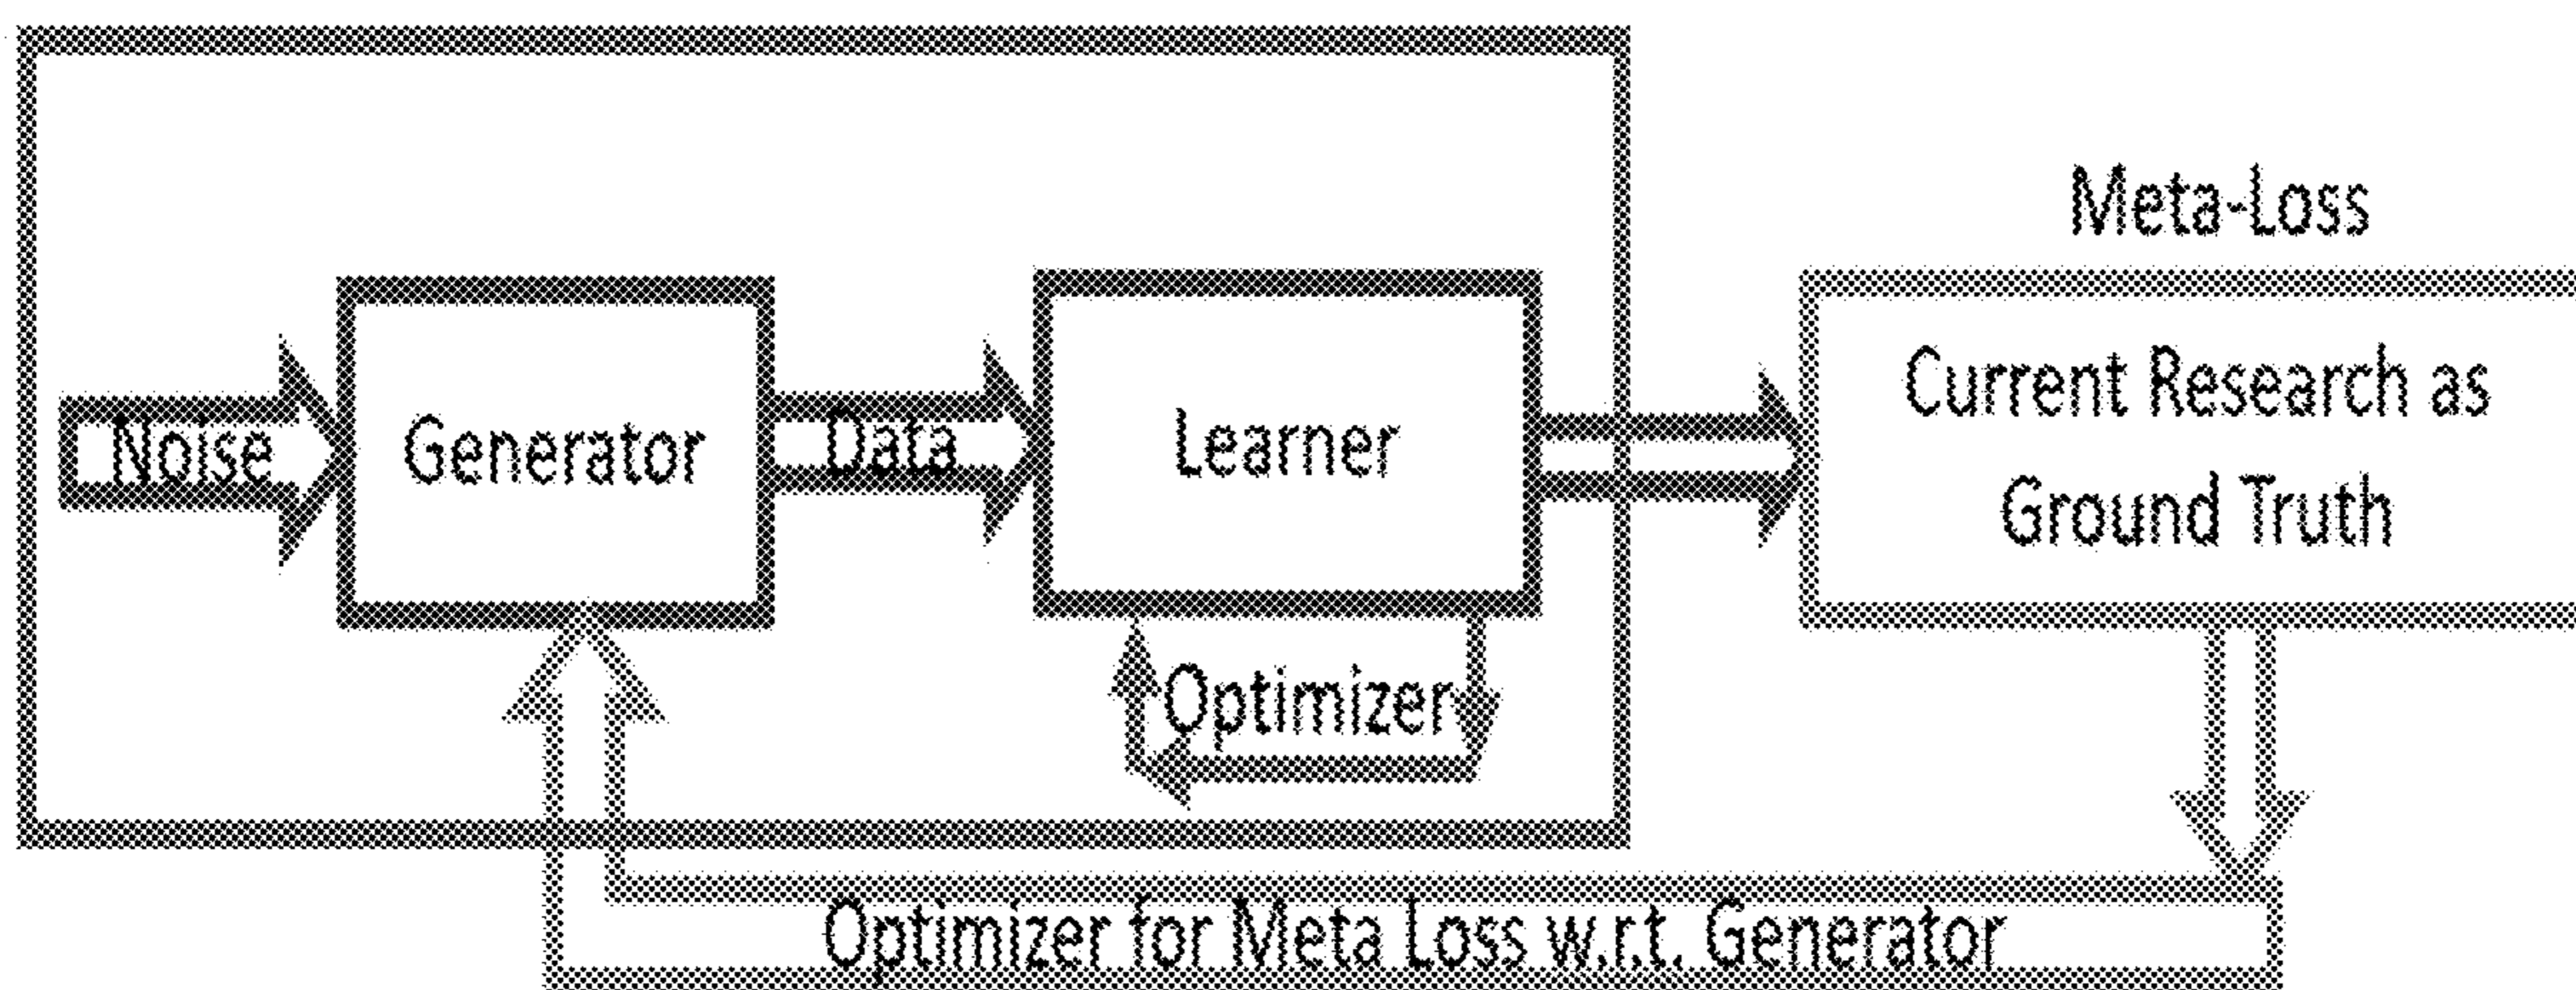 Meta-Loss
Noise
Generator
Data
Learner
Current Research as
Ground Truth
Optimizer
Optimizer for Meta Loss w.r.t. Generator